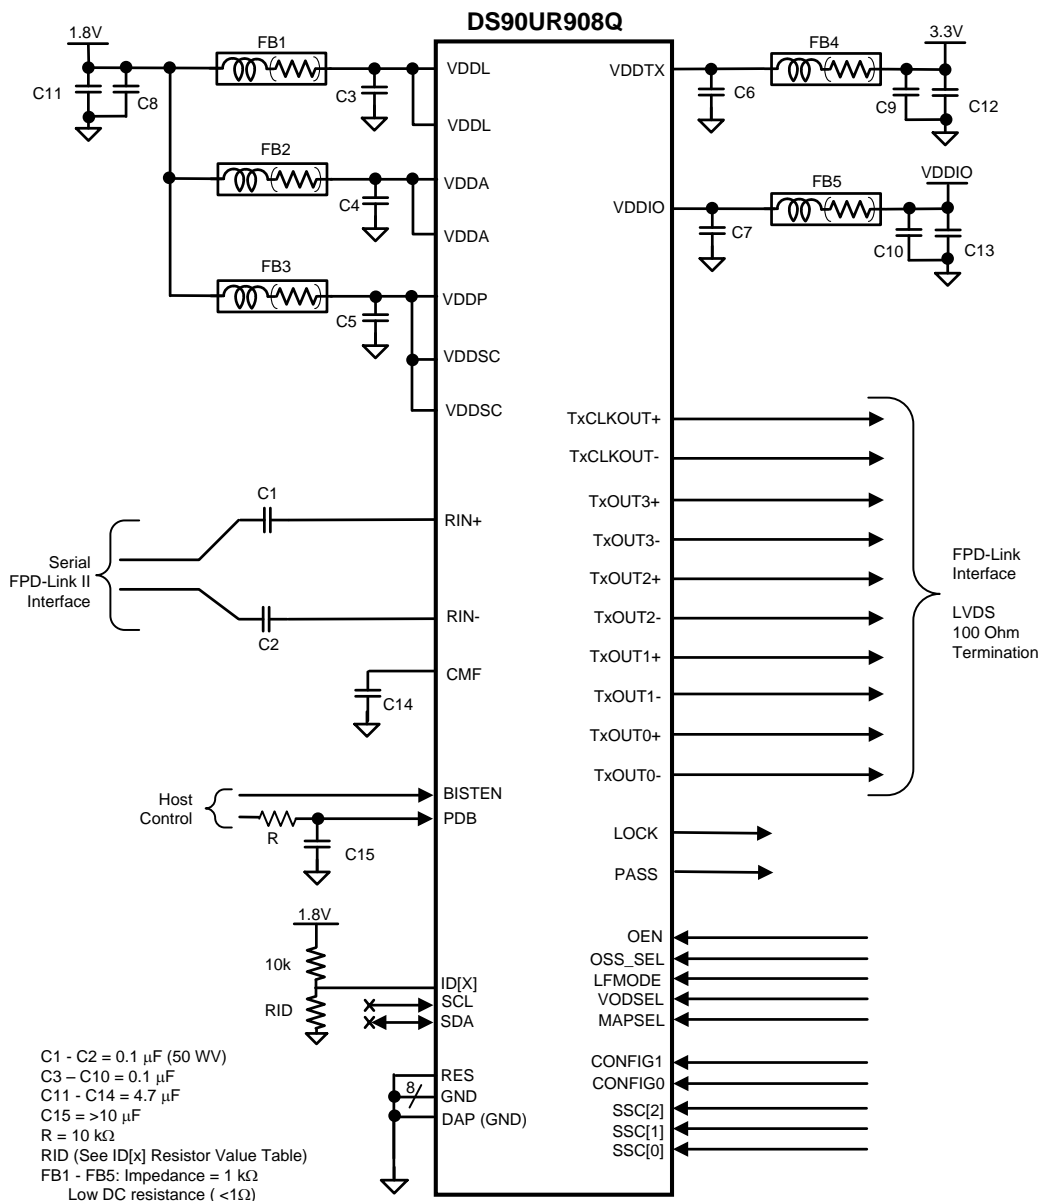 DS90UR908Q
1.8V
FB1
C11
C8
C3
VDDL
VDDL
FB2
C4
VDDA
VDDA
FB3
C5
VDDP
VDDSC
VDDSC
FB4
3.3V
VDDTX
C6
C9
C12
FB5
VDDIO
VDDIO
C7
C10
C13
C1
RIN+
Serial
FPD-Link II
Interface
RIN-
C2
CMF
C14
Host
Control
BISTEN
PDB
R
C15
1.8V
10k
ID[X]
RID
SCL
SDA
RES
8
GND
DAP (GND)
TxCLKOUT+
TxCLKOUT-
TxOUT3+
TxOUT3-
TxOUT2+
TxOUT2-
TxOUT1+
TxOUT1-
TxOUT0+
TxOUT0-
FPD-Link
Interface
LVDS
100 Ohm
Termination
LOCK
PASS
OEN
OSS_SEL
LFMODE
VODSEL
MAPSEL
CONFIG1
CONFIG0
SSC[2]
SSC[1]
SSC[0]
C1 - C2 = 0.1 μF (50 WV)
C3 – C10 = 0.1 μF
C11 - C14 = 4.7 μF
C15 = >10 μF
R = 10 kΩ
RID (See ID[x] Resistor Value Table)
FB1 - FB5: Impedance = 1 kΩ
Low DC resistance ( <1Ω)